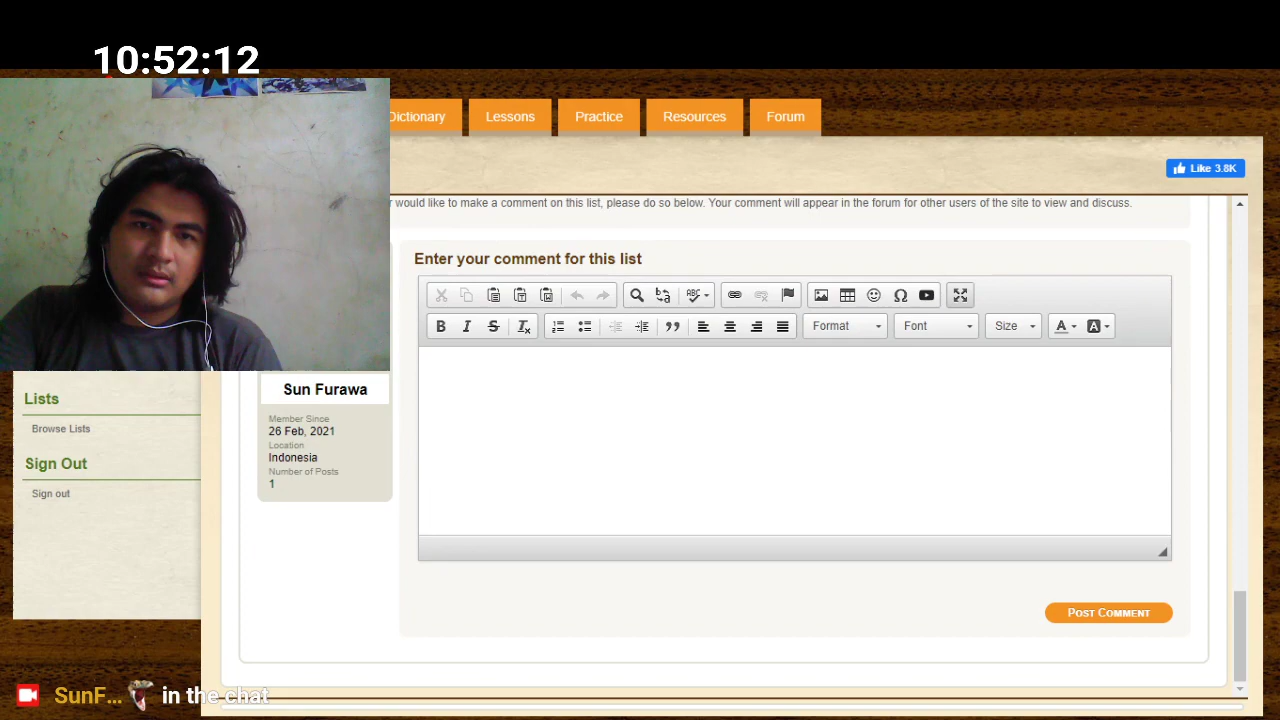 10:52:12
Dictionary
Lessons
Practice
Resources
Forum
Like 3.8K
would like to make a comment on this list, please do so below. Your comment will appear in the forum for other users of the site to view and discuss.
Enter your comment for this list
ABC
B I S Tx
Format
Font
Size
A
A
Sun Furawa
Member Since
26 Feb, 2021
Location
Indonesia
Number of Posts
1
Lists
Browse Lists
Sign Out
Sign out
POST COMMENT
SunF... in the chat